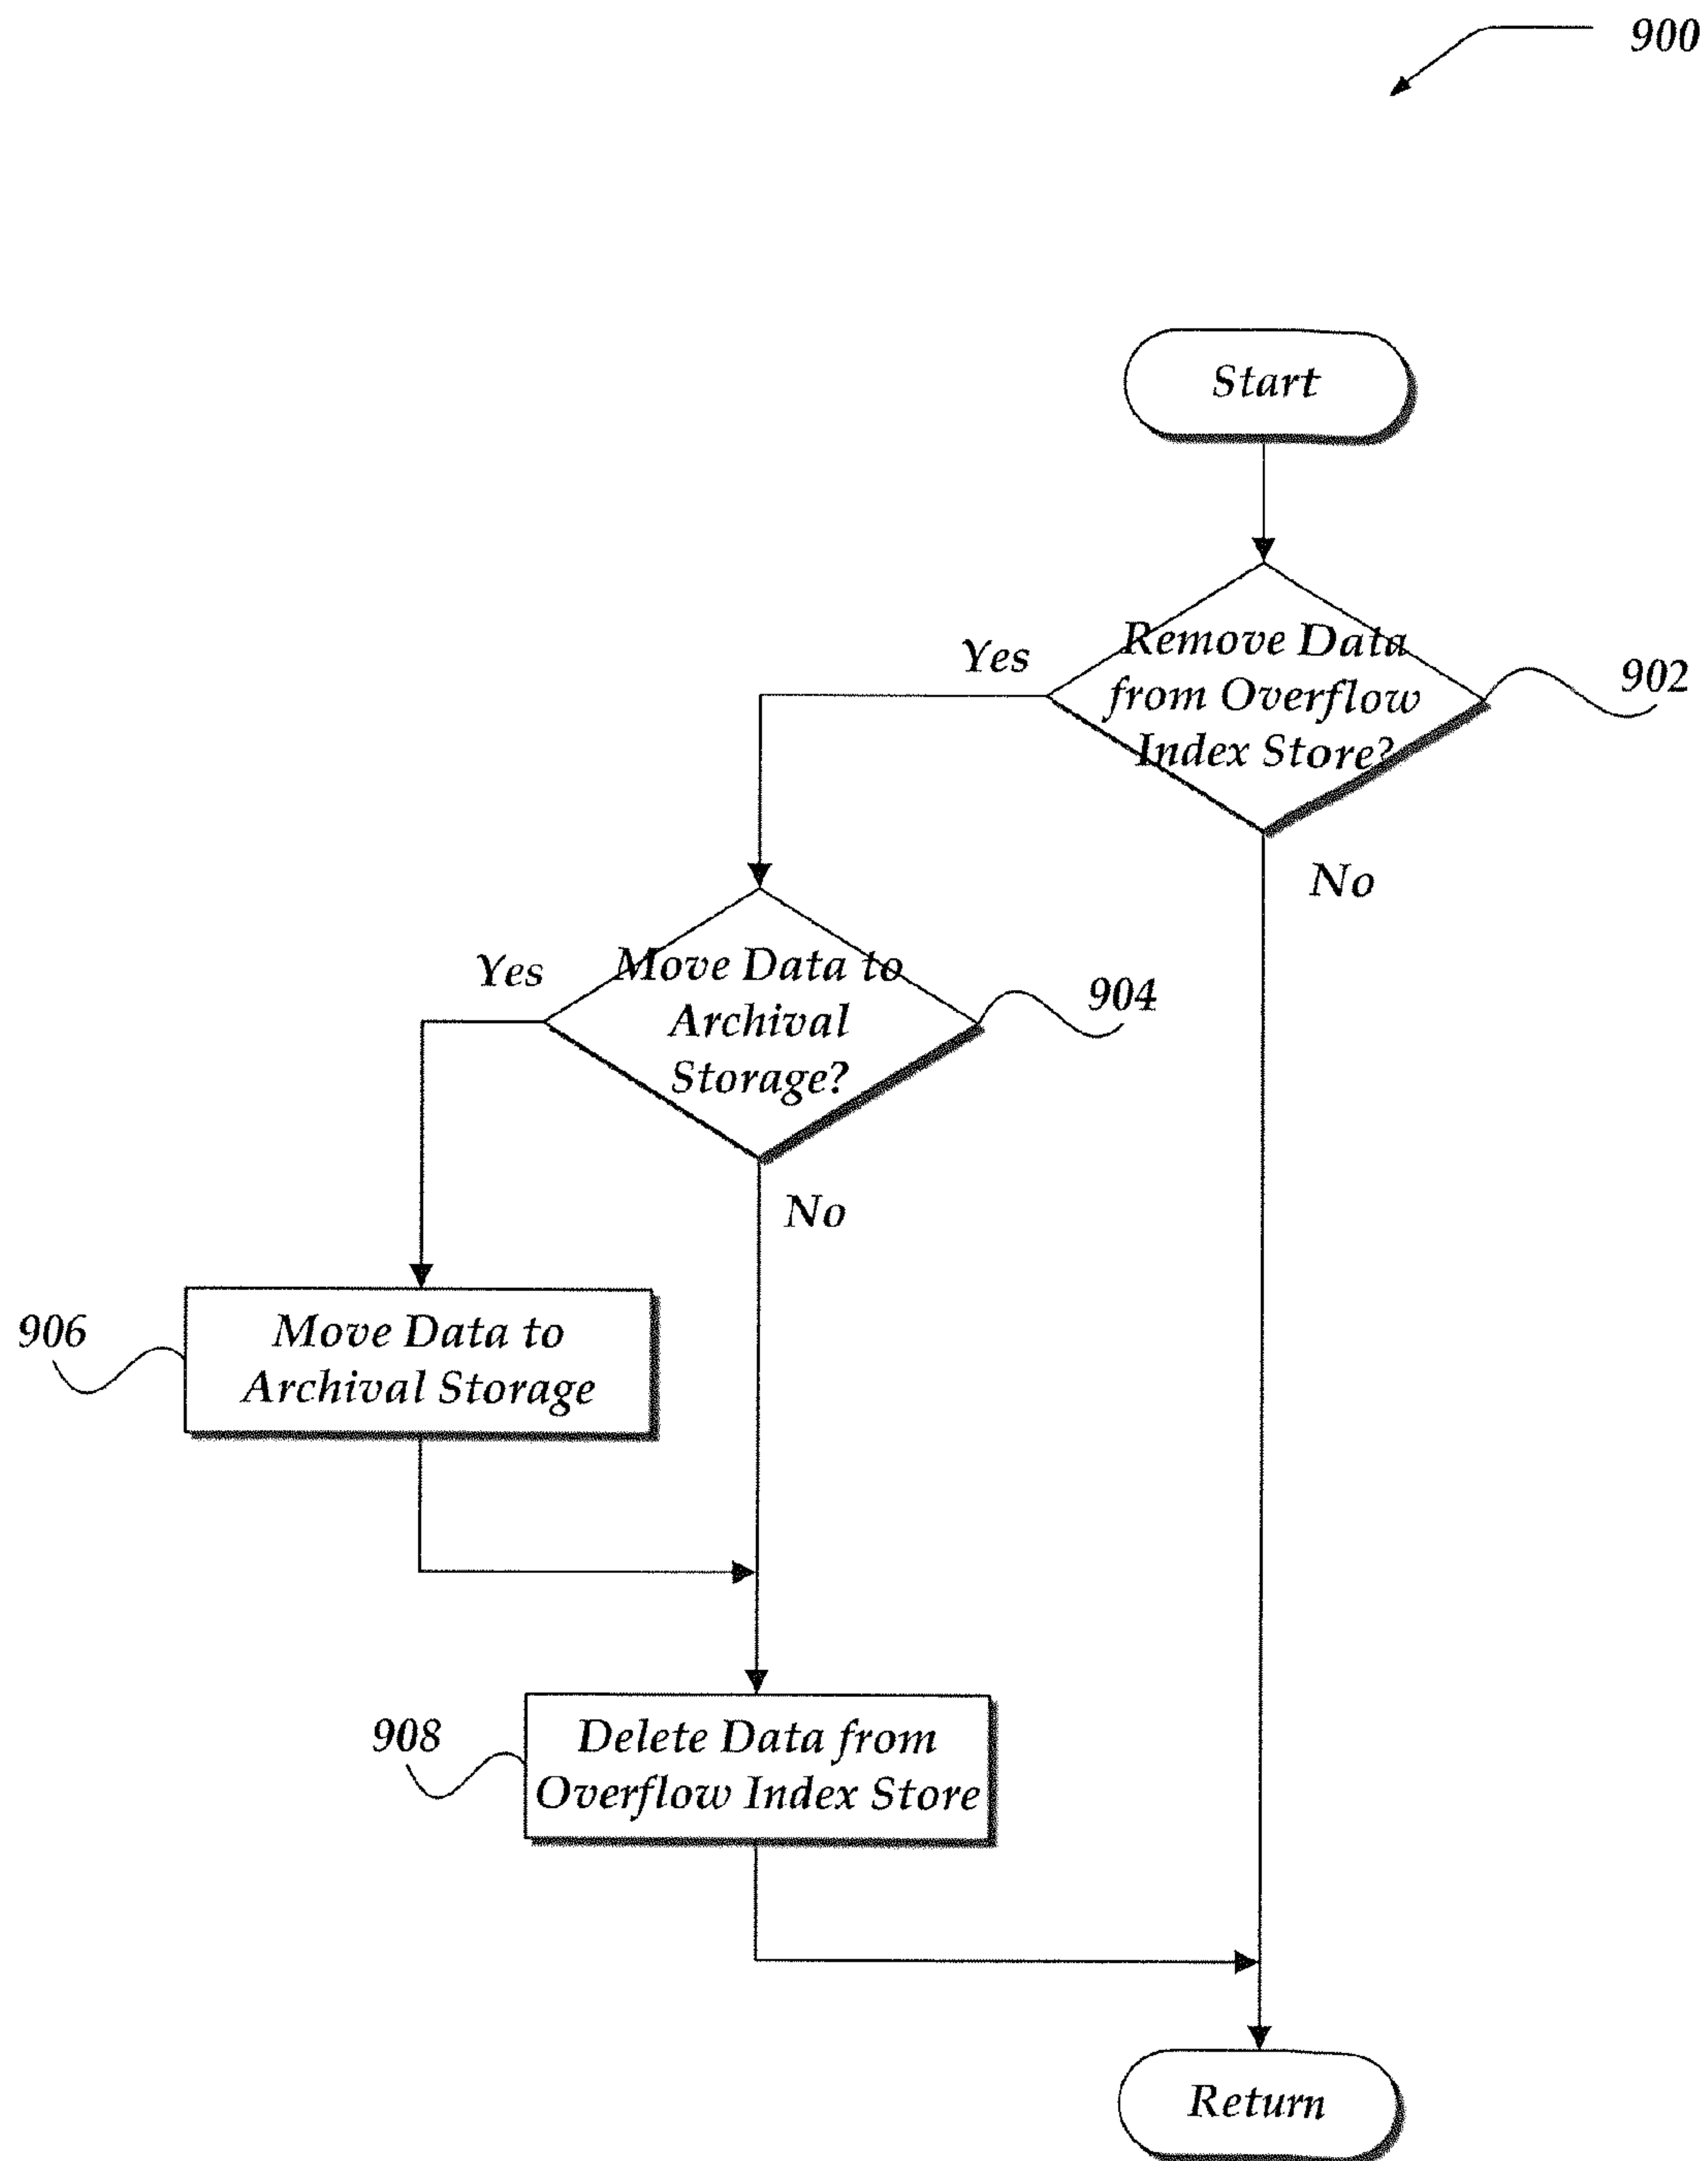 900
Start
Yes
Remove Data
from Overflow
Index Store?
902
No
Yes
Move Data to
Archival
Storage?
904
No
906
Move Data to
Archival Storage
908
Delete Data from
Overflow Index Store
Return